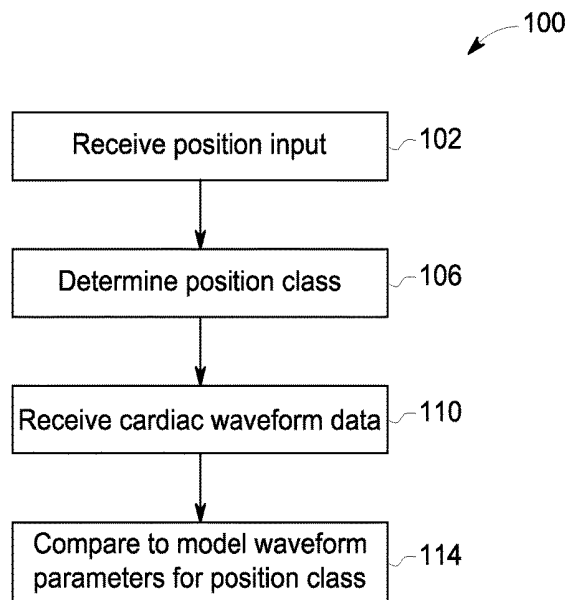 100
Receive position input
102
Determine position class
106
Receive cardiac waveform data
110
Compare to model waveform
parameters for position class
114